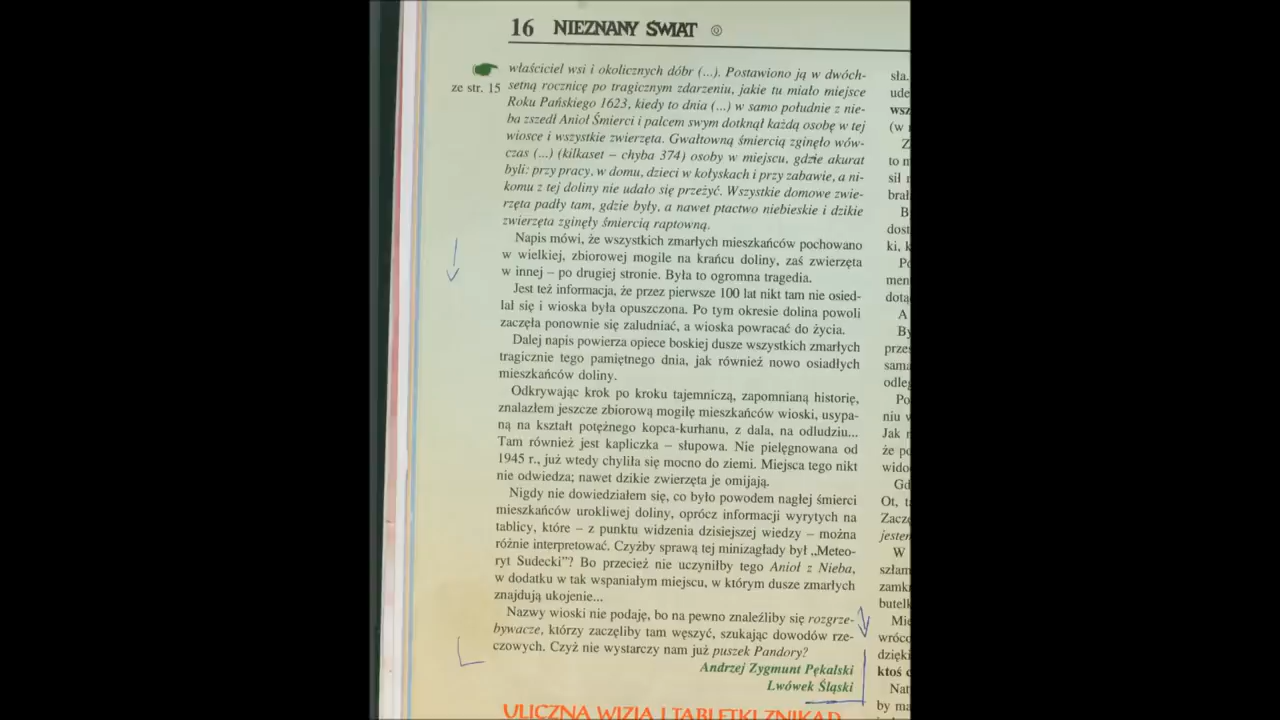 16 NIEZNANY ŚWIAT
ze str. 15
właściciel wsi i okolicznych dóbr (...). Postawiono ją w dwóch-
setną rocznicę po tragicznym zdarzeniu, jakie tu miało miejsce
Roku Pańskiego 1623, kiedy to dnia (...) w samo południe z nie-
ba zszedł Anioł Śmierci i palcem swym dotknął każdą osobę w tej
wiosce i wszystkie zwierzęta. Gwałtowną śmiercią zginęło wów-
czas (...) (kilkaset – chyba 374) osoby w miejscu, gdzie akurat
byli: przy pracy, w domu, dzieci w kołyskach i przy zabawie, a ni-
komu z tej doliny nie udało się przeżyć. Wszystkie domowe zwie-
rzęta padły tam, gdzie były, a nawet ptactwo niebieskie i dzikie
zwierzęta zginęły śmiercią raptowną.
Napis mówi, że wszystkich zmarłych mieszkańców pochowano
w wielkiej, zbiorowej mogile na krańcu doliny, zaś zwierzęta
w innej – po drugiej stronie. Była to ogromna tragedia.
Jest też informacja, że przez pierwsze 100 lat nikt tam nie osied-
lał się i wioska była opuszczona. Po tym okresie dolina powoli
zaczęła ponownie się zaludniać, a wioska powracać do życia.
Dalej napis powierza opiece boskiej dusze wszystkich zmarłych
tragicznie tego pamiętnego dnia, jak również nowo osiadłych
mieszkańców doliny.
Odkrywając krok po kroku tajemniczą, zapomnianą historię,
znalazłem jeszcze zbiorową mogiłę mieszkańców wioski, usypa-
ną na kształt potężnego kopca-kurhanu, z dala, na odludziu...
Tam również jest kapliczka – słupowa. Nie pielęgnowana od
1945 r., już wtedy chyliła się mocno do ziemi. Miejsca tego nikt
nie odwiedza; nawet dzikie zwierzęta je omijają.
Nigdy nie dowiedziałem się, co było powodem nagłej śmierci
mieszkańców urokliwej doliny, oprócz informacji wyrytych na
tablicy, które – z punktu widzenia dzisiejszej wiedzy – można
różnie interpretować. Czyżby sprawą tej minizagłady był „Meteo-
ryt Sudecki”? Bo przecież nie uczyniłby tego Anioł z Nieba,
w dodatku w tak wspaniałym miejscu, w którym dusze zmarłych
znajdują ukojenie...
Nazwy wioski nie podaję, bo na pewno znaleźliby się rozgrze-
bywacze, którzy zaczęliby tam węszyć, szukając dowodów rze-
czowych. Czyż nie wystarczy nam już puszek Pandory?
Andrzej Zygmunt Pękalski
Lwówek Śląski
ULICZNA WIZJA I TABLETKI ZNIKĄD